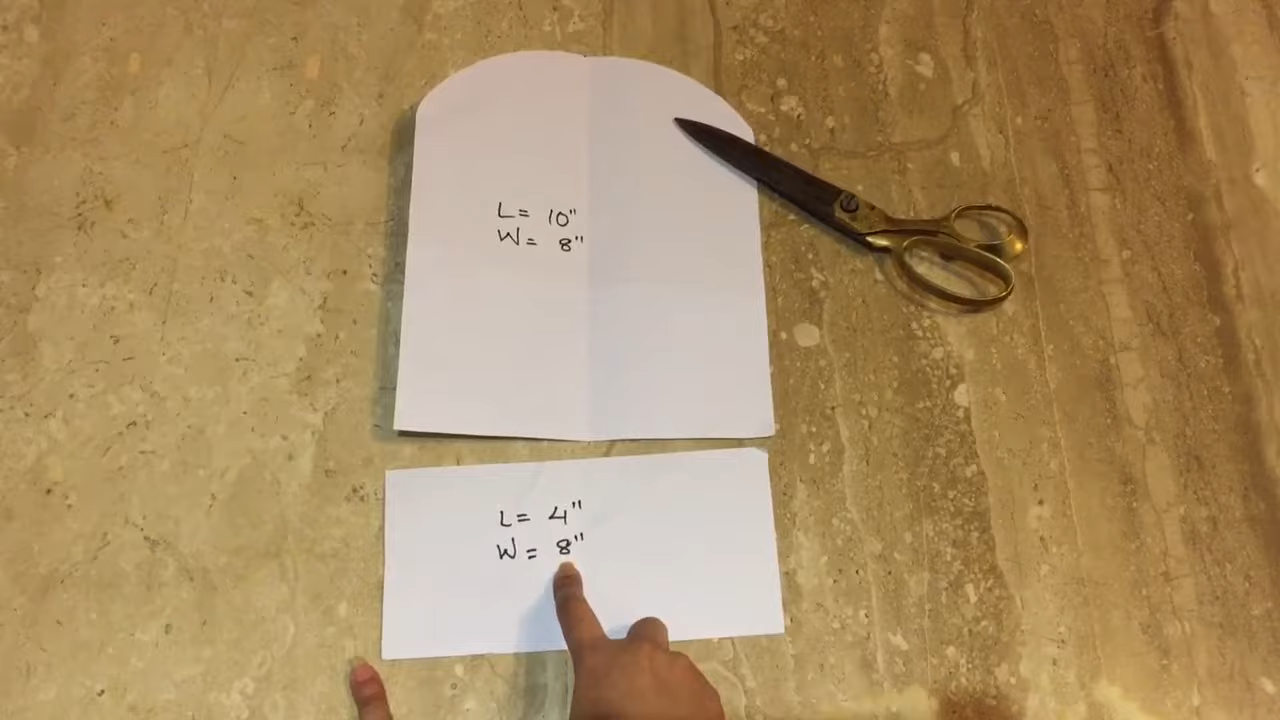 L= 10"
W= 8"
L= 4"
W= 8"